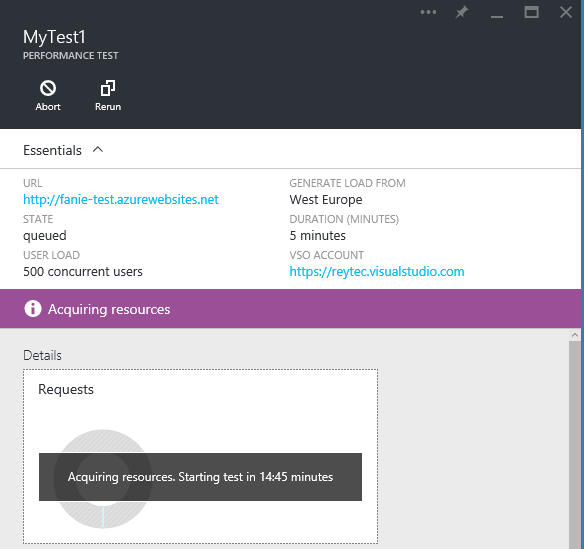 MyTest1
PERFORMANCE TEST
Abort
Rerun
Essentials
URL
http://fanie-test.azurewebsites.net
STATE
queued
USER LOAD
500 concurrent users
GENERATE LOAD FROM
West Europe
DURATION (MINUTES)
5 minutes
VSO ACCOUNT
https://reytec.visualstudio.com
Acquiring resources
Details
Requests
Acquiring resources. Starting test in 14:45 minutes